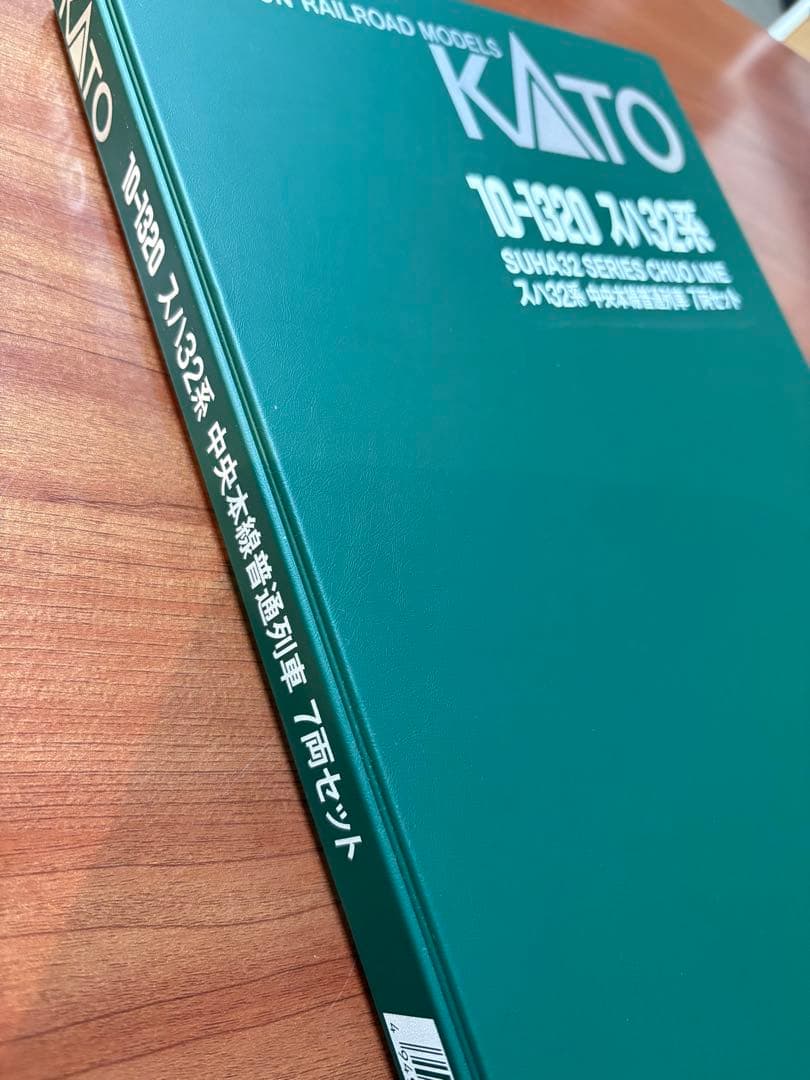 RAILROAD MODELS
KATO
10-1320 スハ32系
SUHA32 SERIES CHUO LINE
スハ32系 中央本線普通列車 7両セット
KATO
10-1320 スハ32系 中央本線普通列車 7両セット